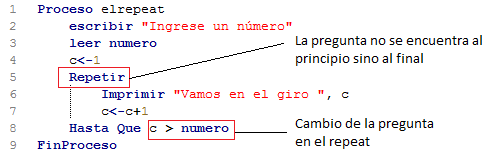 1 Proceso elrepeat
2 escribir "Ingrese un número"
3 leer numero
4 c<-1
5 Repetir
6 Imprimir "Vamos en el giro ", c
7 c<-c+1
8 Hasta Que c > numero
9 FinProceso
La pregunta no se encuentra al
principio sino al final
Cambio de la pregunta
en el repeat